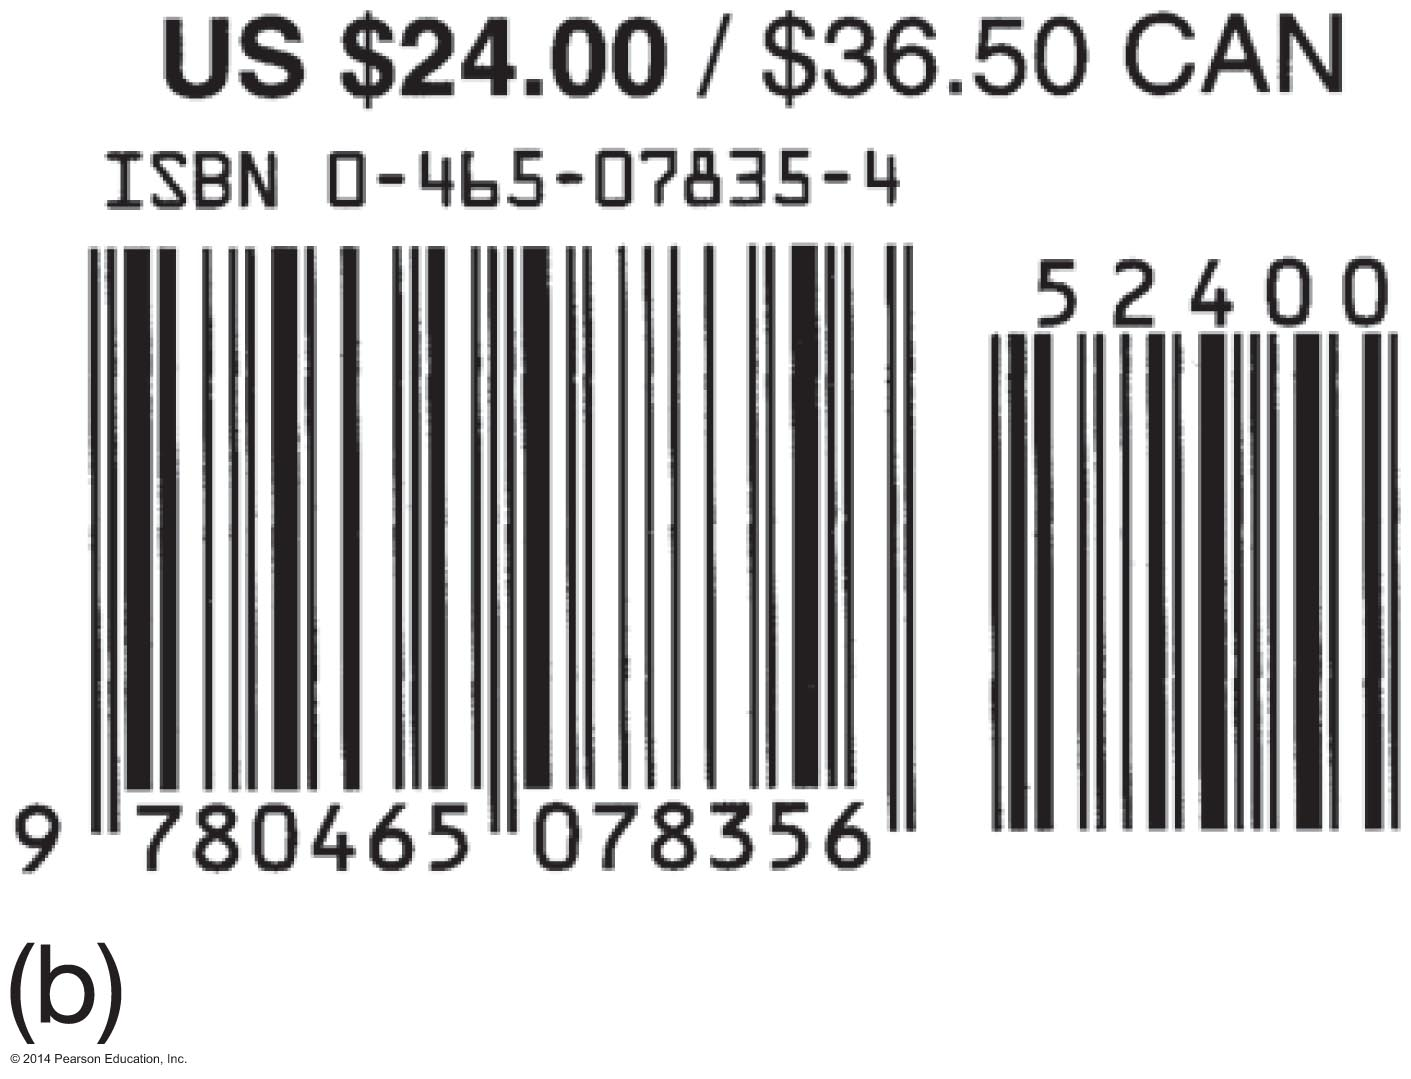 US $24.00 / $36.50 CAN
ISBN 0-465-07835-4
52400
9 780465 078356
(b)
© 2014 Pearson Education, Inc.